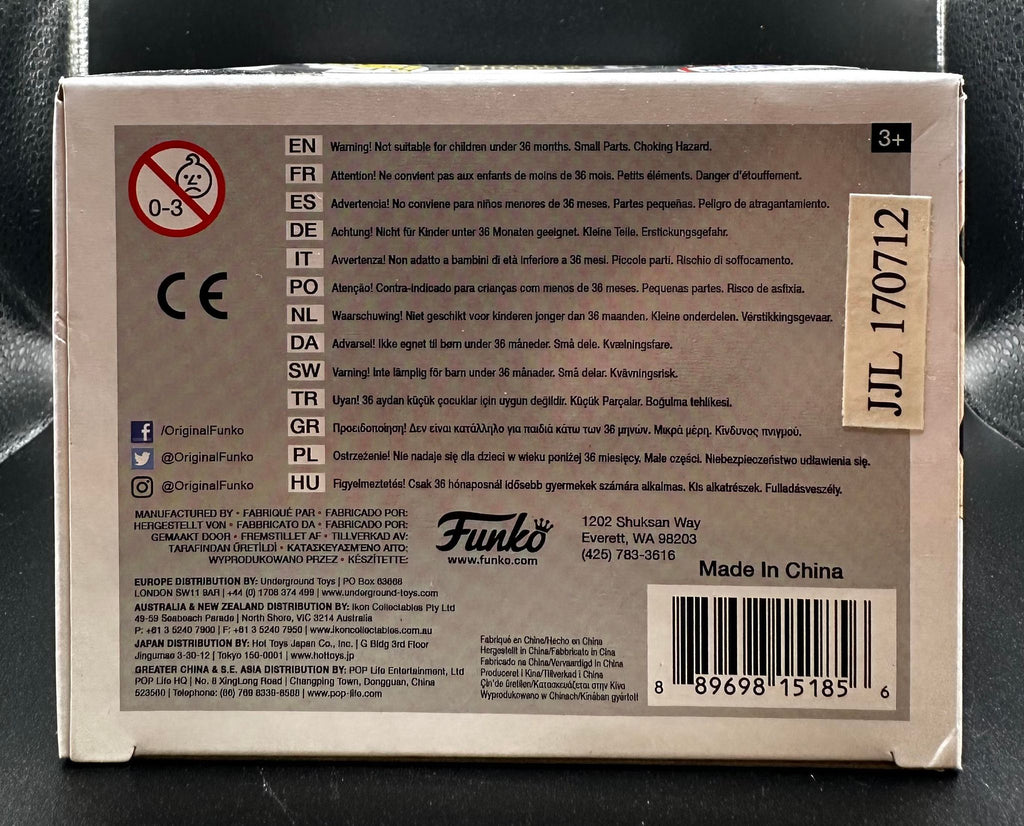 0-3
CE
3+
JJL 170712
EN Warning! Not suitable for children under 36 months. Small Parts. Choking Hazard.
FR Attention! Ne convient pas aux enfants de moins de 36 mois. Petits éléments. Danger d'étouffement.
ES Advertencia! No conviene para niños menores de 36 meses. Partes pequeñas. Peligro de atragantamiento.
DE Achtung! Nicht für Kinder unter 36 Monaten geeignet. Kleine Teile. Erstickungsgefahr.
IT Avvertenza! Non adatto a bambini di età inferiore a 36 mesi. Piccole parti. Rischio di soffocamento.
PO Atenção! Contra-indicado para crianças com menos de 36 meses. Pequenas partes. Risco de asfixia.
NL Waarschuwing! Niet geschikt voor kinderen jonger dan 36 maanden. Kleine onderdelen. Verstikkingsgevaar.
DA Advarsel! Ikke egnet til børn under 36 måneder. Små dele. Kvælningsfare.
SW Varning! Inte lämplig för barn under 36 månader. Små delar. Kvävningsrisk.
TR Uyarı! 36 aydan küçük çocuklar için uygun değildir. Küçük Parçalar. Boğulma tehlikesi.
GR Προειδοποίηση! Δεν είναι κατάλληλο για παιδιά κάτω των 36 μηνών. Μικρά μέρη. Κίνδυνος πνιγμού.
PL Ostrzeżenie! Nie nadaje się dla dzieci w wieku poniżej 36 miesięcy. Małe części. Niebezpieczeństwo udławienia się.
HU Figyelmeztetés! Csak 36 hónaposnál idősebb gyermekek számára alkalmas. Kis alkatrészek. Fulladásveszély.
/OriginalFunko
@OriginalFunko
@OriginalFunko
MANUFACTURED BY • FABRIQUÉ PAR • FABRICADO POR:
HERGESTELLT VON • FABBRICATO DA • FABRICADO POR:
GEMAAKT DOOR • FREMSTILLET AF • TILLVERKAD AV:
TARAFINDAN ÜRETİLDİ • ΚΑΤΑΣΚΕΥΑΣΜΕΝΟ ΑΠΟ:
WYPRODUKOWANO PRZEZ • KÉSZÍTETTE:
Funko
www.funko.com
1202 Shuksan Way
Everett, WA 98203
(425) 783-3616
Made In China
EUROPE DISTRIBUTION BY: Underground Toys | PO Box 63668
LONDON SW11 9AR | +44 (0) 1708 374 499 | www.underground-toys.com
AUSTRALIA & NEW ZEALAND DISTRIBUTION BY: Ikon Collectables Pty Ltd
49-59 Seabeach Parade | North Shore, VIC 3214 Australia
P: +61 3 5240 7900 | F: +61 3 5240 7950 | www.ikoncollectables.com.au
JAPAN DISTRIBUTION BY: Hot Toys Japan Co., Inc. | G Bldg 3rd Floor
Jingumae 3-30-12 | Tokyo 150-0001 | www.hottoys.jp
GREATER CHINA & S.E. ASIA DISTRIBUTION BY: POP Life Entertainment, Ltd
POP Life HQ | No. 8 XingLong Road | Changping Town, Dongguan, China
523560 | Telophone: (86) 769 8339-8588 | www.pop-life.com
Fabriqué en Chine/Hecho en China
Hergestellt in China/Fabbricato in Cina
Fabricado na China/Vervaardigd in China
Produceret i Kina/Tillverkad i China
Çin'de üretilen/Κατασκευάζεται στην Κίνα
Wyprodukowano w Chinach/Kínában gyártott
8 89698 15185 6